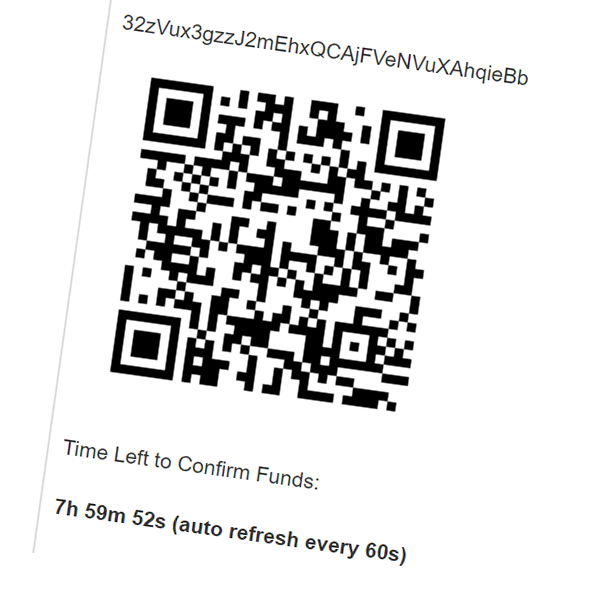 32zVux3gzzJ2mEhxQCAjFVeNVuXAhqieBb
Time Left to Confirm Funds:
7h 59m 52s (auto refresh every 60s)